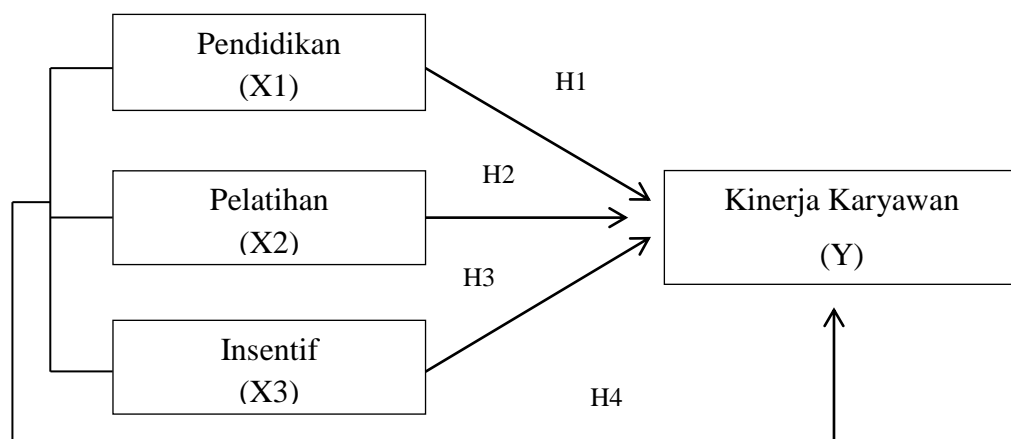 Pendidikan
(X1)
H1
H2
Pelatihan
(X2)
Kinerja Karyawan
(Y)
H3
Insentif
(X3)
H4